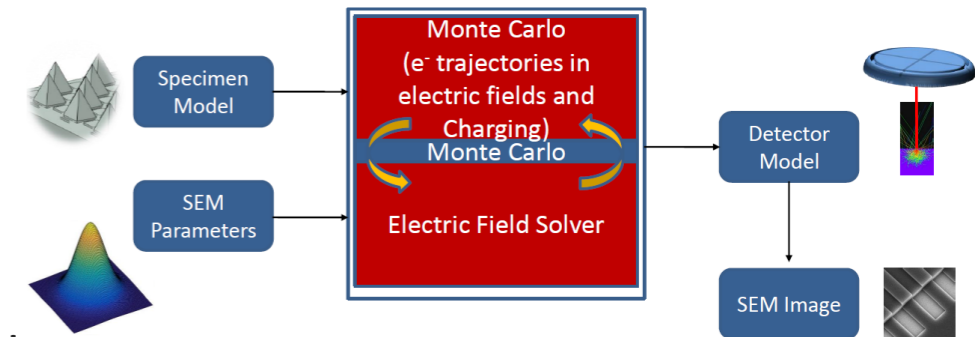 Specimen
Model
SEM
Parameters
Monte Carlo
(e⁻ trajectories in
electric fields and
Charging)
Monte Carlo
Electric Field Solver
Detector
Model
SEM Image